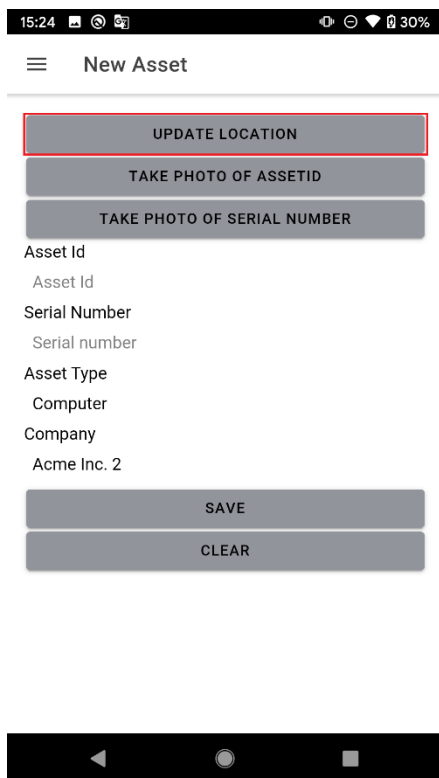 15:24 30%
New Asset
UPDATE LOCATION
TAKE PHOTO OF ASSETID
TAKE PHOTO OF SERIAL NUMBER
Asset Id
Asset Id
Serial Number
Serial number
Asset Type
Computer
Company
Acme Inc. 2
SAVE
CLEAR